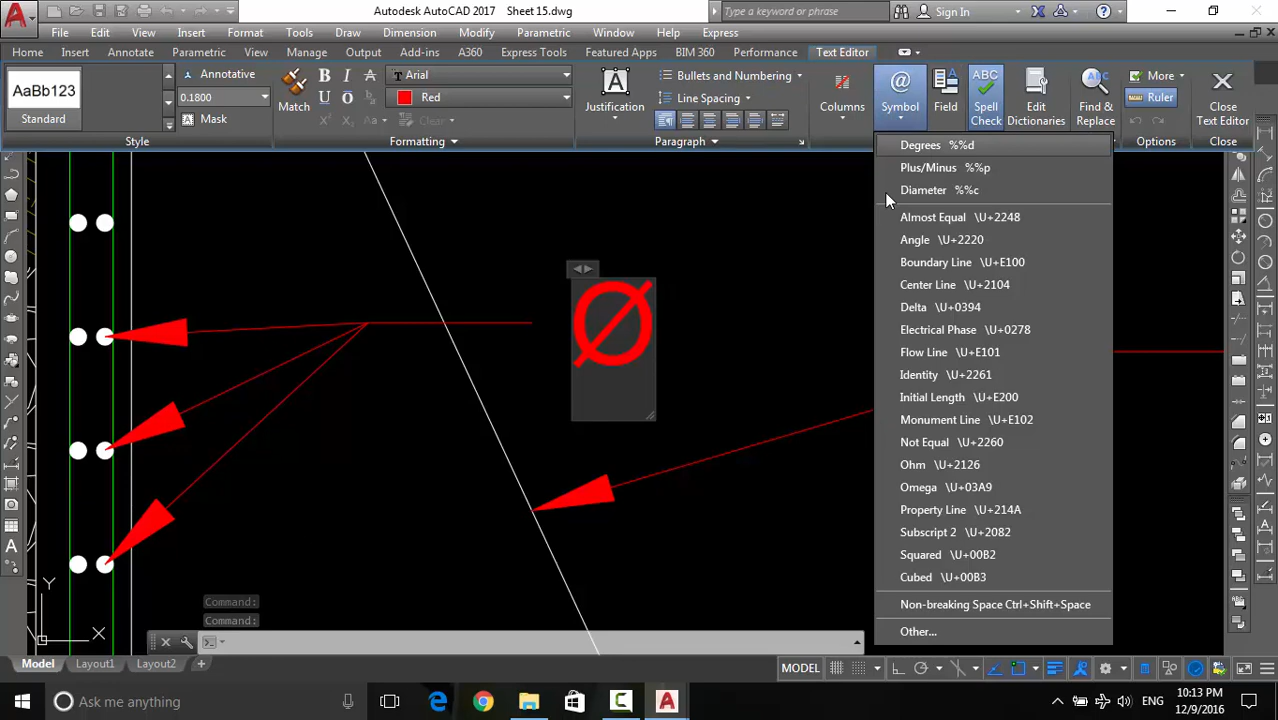 Autodesk AutoCAD 2017 Sheet 15.dwg
Type a keyword or phrase
Sign In
File Edit View Insert Format Tools Draw Dimension Modify Parametric Window Help Express
Home Insert Annotate Parametric View Manage Output Add-ins A360 Express Tools Featured Apps BIM 360 Performance Text Editor
AaBb123
Standard
Annotative
0.1800
Mask
Style
Match
B I A
U O
Aa
Clear
Arial
Red
Formatting
A
Justification
Bullets and Numbering
Line Spacing
Paragraph
Columns
@
Symbol
Field
ABC
Spell
Check
Edit
Dictionaries
Find &
Replace
More
Ruler
Options
Close
Text Editor
Close
Degrees %%d
Plus/Minus %%p
Diameter %%c
Almost Equal \U+2248
Angle \U+2220
Boundary Line \U+E100
Center Line \U+2104
Delta \U+0394
Electrical Phase \U+0278
Flow Line \U+E101
Identity \U+2261
Initial Length \U+E200
Monument Line \U+E102
Not Equal \U+2260
Ohm \U+2126
Omega \U+03A9
Property Line \U+214A
Subscript 2 \U+2082
Squared \U+00B2
Cubed \U+00B3
Non-breaking Space Ctrl+Shift+Space
Other...
Ø
Y
X
Command:
Command:
Model Layout1 Layout2 +
MODEL
Ask me anything
ENG
10:13 PM
12/9/2016